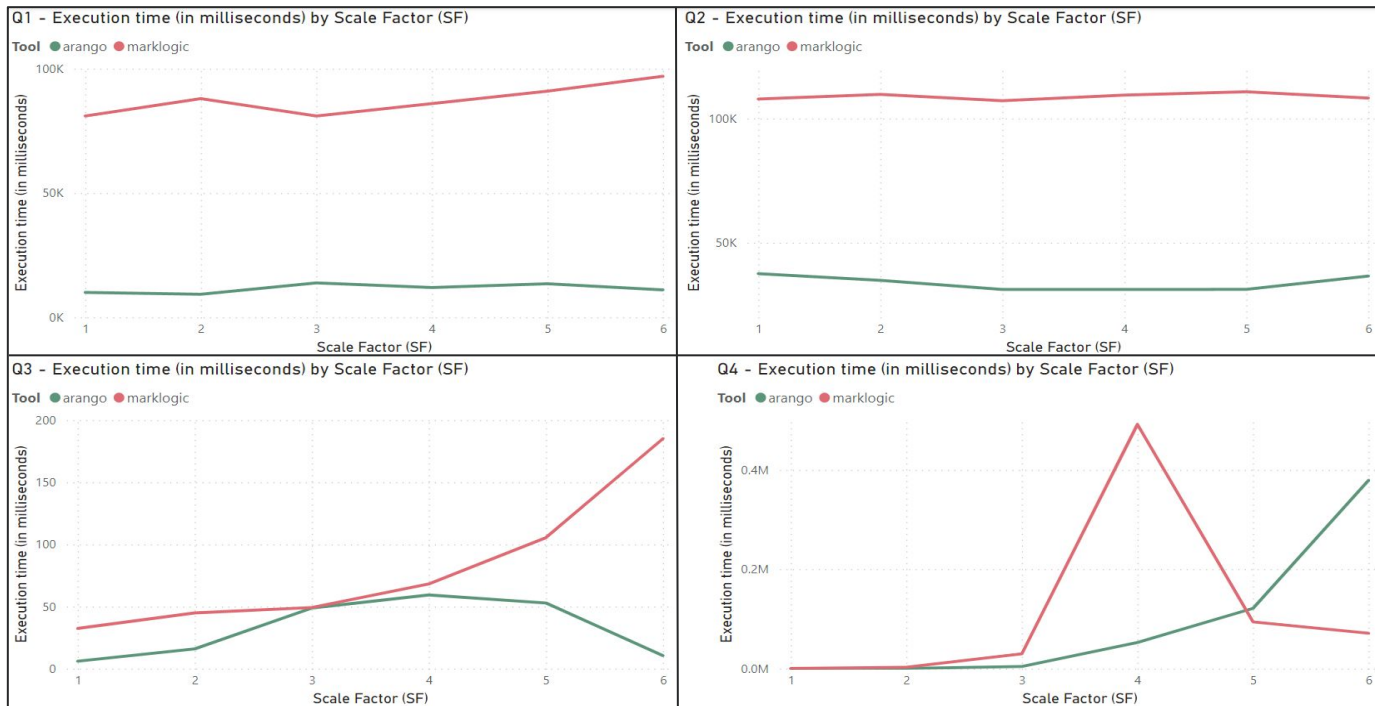 Q1 - Execution time (in milliseconds) by Scale Factor (SF)
Tool arango marklogic
Execution time (in milliseconds)
100K
50K
0K
1 2 3 4 5 6
Scale Factor (SF)
Q2 - Execution time (in milliseconds) by Scale Factor (SF)
Tool arango marklogic
Execution time (in milliseconds)
100K
50K
1 2 3 4 5 6
Scale Factor (SF)
Q3 - Execution time (in milliseconds) by Scale Factor (SF)
Tool arango marklogic
Execution time (in milliseconds)
200
150
100
50
0
1 2 3 4 5 6
Scale Factor (SF)
Q4 - Execution time (in milliseconds) by Scale Factor (SF)
Tool arango marklogic
Execution time (in milliseconds)
0.4M
0.2M
0.0M
1 2 3 4 5 6
Scale Factor (SF)